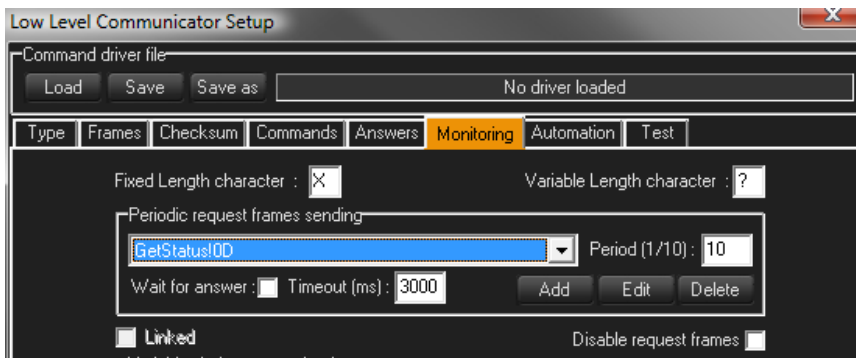 Low Level Communicator Setup
X
Command driver file
Load Save Save as No driver loaded
Type Frames Checksum Commands Answers Monitoring Automation Test
Fixed Length character : X Variable Length character : ?
Periodic request frames sending
GetStatus!0D Period (1/10) : 10
Wait for answer : Timeout (ms) : 3000 Add Edit Delete
Linked Disable request frames